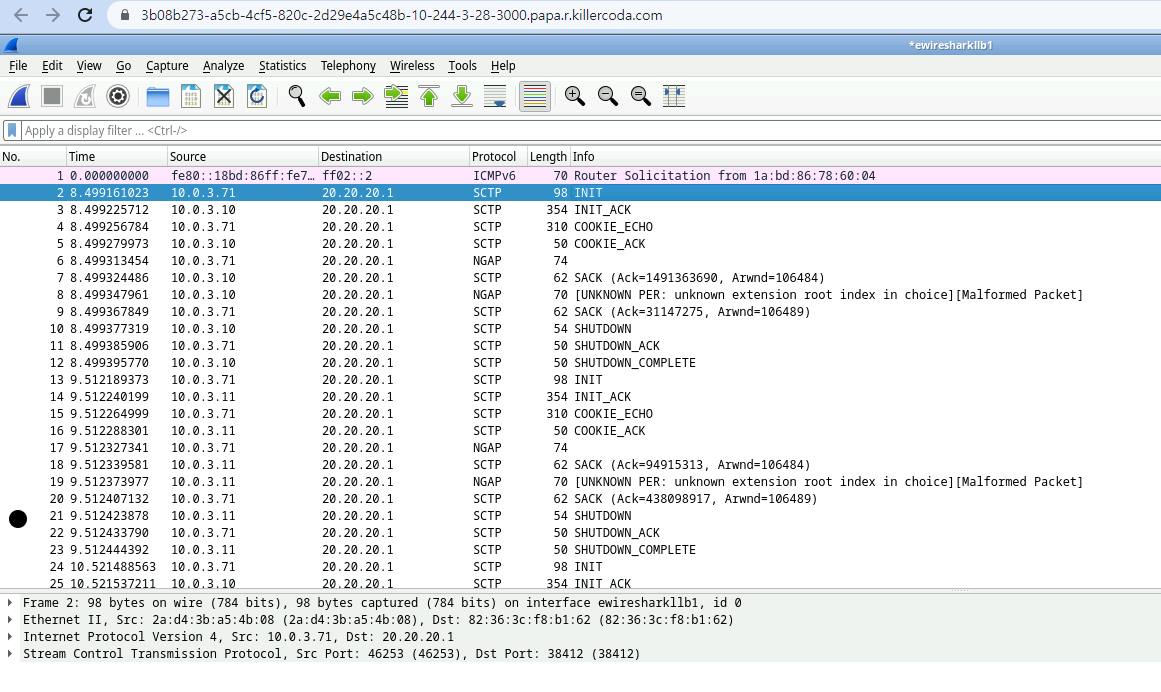 3b08b273-a5cb-4cf5-820c-2d29e4a5c48b-10-244-3-28-3000.papa.r.killercoda.com
*ewiresharkllb1
File Edit View Go Capture Analyze Statistics Telephony Wireless Tools Help
Apply a display filter ... <Ctrl-/>
No. Time Source Destination Protocol Length Info
1 0.000000000 fe80::18bd:86ff:fe7… ff02::2 ICMPv6 70 Router Solicitation from 1a:bd:86:78:60:04
2 8.499161023 10.0.3.71 20.20.20.1 SCTP 98 INIT
3 8.499225712 10.0.3.10 20.20.20.1 SCTP 354 INIT_ACK
4 8.499256784 10.0.3.71 20.20.20.1 SCTP 310 COOKIE_ECHO
5 8.499279973 10.0.3.10 20.20.20.1 SCTP 50 COOKIE_ACK
6 8.499313454 10.0.3.71 20.20.20.1 NGAP 74
7 8.499324486 10.0.3.10 20.20.20.1 SCTP 62 SACK (Ack=1491363690, Arwnd=106484)
8 8.499347961 10.0.3.10 20.20.20.1 NGAP 70 [UNKNOWN PER: unknown extension root index in choice][Malformed Packet]
9 8.499367849 10.0.3.71 20.20.20.1 SCTP 62 SACK (Ack=31147275, Arwnd=106489)
10 8.499377319 10.0.3.10 20.20.20.1 SCTP 54 SHUTDOWN
11 8.499385906 10.0.3.71 20.20.20.1 SCTP 50 SHUTDOWN_ACK
12 8.499395770 10.0.3.10 20.20.20.1 SCTP 50 SHUTDOWN_COMPLETE
13 9.512189373 10.0.3.71 20.20.20.1 SCTP 98 INIT
14 9.512240199 10.0.3.11 20.20.20.1 SCTP 354 INIT_ACK
15 9.512264999 10.0.3.71 20.20.20.1 SCTP 310 COOKIE_ECHO
16 9.512288301 10.0.3.11 20.20.20.1 SCTP 50 COOKIE_ACK
17 9.512327341 10.0.3.71 20.20.20.1 NGAP 74
18 9.512339581 10.0.3.11 20.20.20.1 SCTP 62 SACK (Ack=94915313, Arwnd=106484)
19 9.512373977 10.0.3.11 20.20.20.1 NGAP 70 [UNKNOWN PER: unknown extension root index in choice][Malformed Packet]
20 9.512407132 10.0.3.71 20.20.20.1 SCTP 62 SACK (Ack=438098917, Arwnd=106489)
21 9.512423878 10.0.3.11 20.20.20.1 SCTP 54 SHUTDOWN
22 9.512433790 10.0.3.71 20.20.20.1 SCTP 50 SHUTDOWN_ACK
23 9.512444392 10.0.3.11 20.20.20.1 SCTP 50 SHUTDOWN_COMPLETE
24 10.521488563 10.0.3.71 20.20.20.1 SCTP 98 INIT
25 10.521537211 10.0.3.10 20.20.20.1 SCTP 354 INIT_ACK
Frame 2: 98 bytes on wire (784 bits), 98 bytes captured (784 bits) on interface ewiresharkllb1, id 0
Ethernet II, Src: 2a:d4:3b:a5:4b:08 (2a:d4:3b:a5:4b:08), Dst: 82:36:3c:f8:b1:62 (82:36:3c:f8:b1:62)
Internet Protocol Version 4, Src: 10.0.3.71, Dst: 20.20.20.1
Stream Control Transmission Protocol, Src Port: 46253 (46253), Dst Port: 38412 (38412)